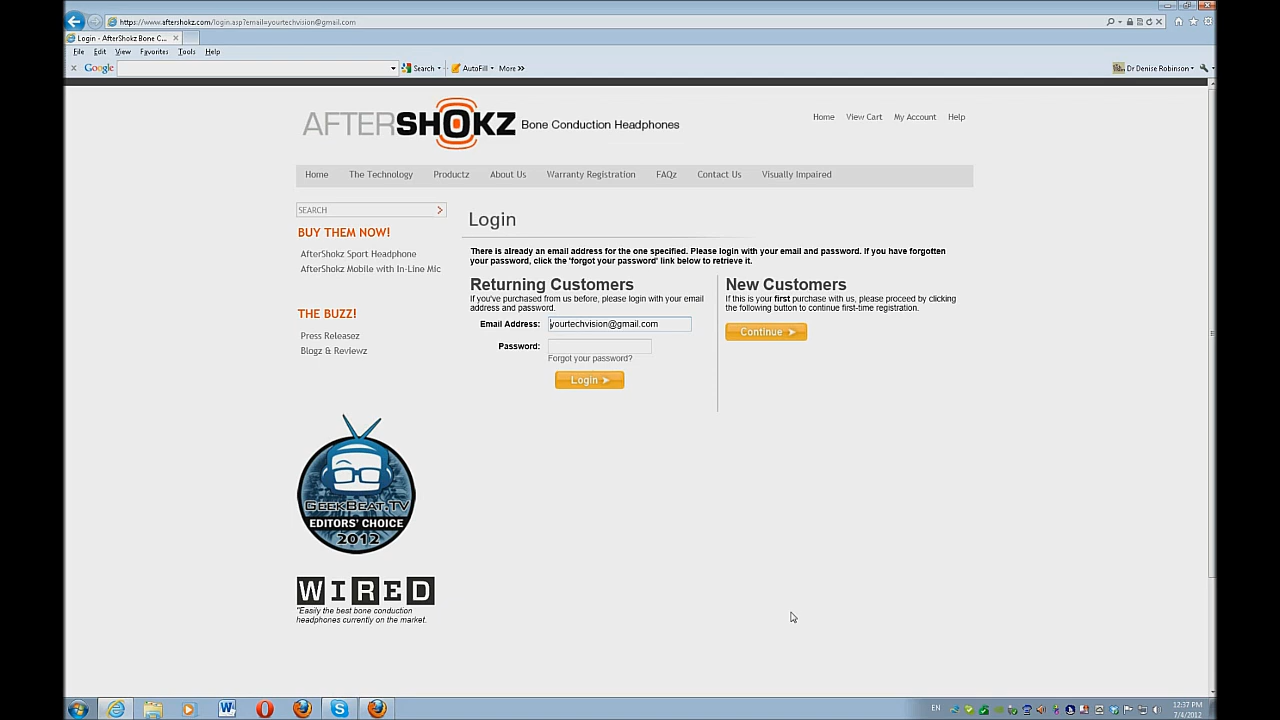 https://www.aftershokz.com/login.asp?email=yourtechvision@gmail.com
Login - AfterShokz Bone C...
File Edit View Favorites Tools Help
Google Search AutoFill More >> Dr Denise Robinson
AFTERSHOKZ Bone Conduction Headphones
Home View Cart My Account Help
Home The Technology Productz About Us Warranty Registration FAQz Contact Us Visually Impaired
SEARCH
BUY THEM NOW!
AfterShokz Sport Headphone
AfterShokz Mobile with In-Line Mic
THE BUZZ!
Press Releasez
Blogz & Reviewz
GEEKBEAT.TV
EDITORS' CHOICE
2012
WIRED
"Easily the best bone conduction
headphones currently on the market.
Login
There is already an email address for the one specified. Please login with your email and password. If you have forgotten
your password, click the 'forgot your password' link below to retrieve it.
Returning Customers
If you've purchased from us before, please login with your email
address and password.
Email Address: yourtechvision@gmail.com
Password:
Forgot your password?
Login
New Customers
If this is your first purchase with us, please proceed by clicking
the following button to continue first-time registration.
Continue
EN
12:37 PM
7/4/2012